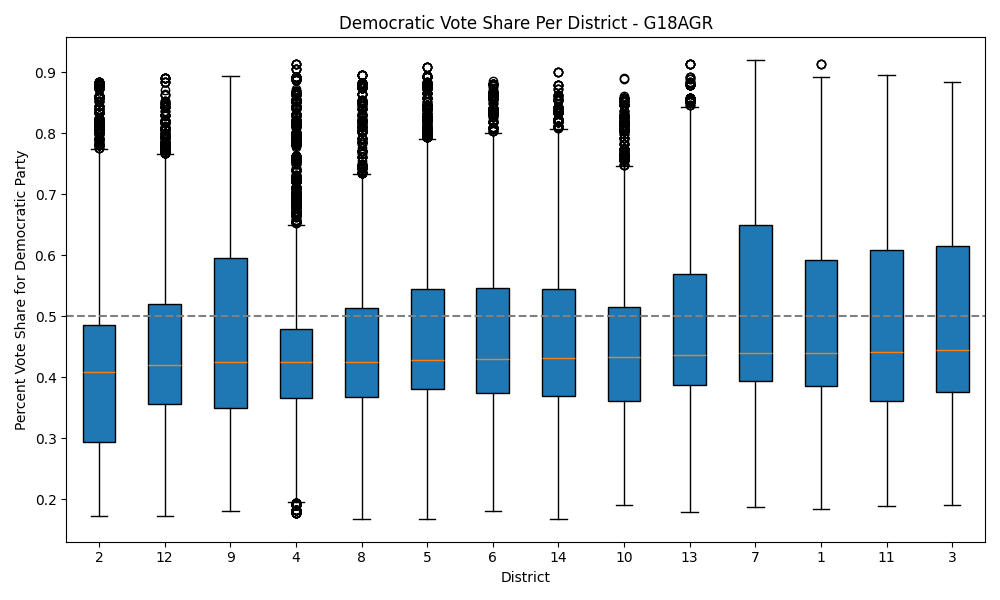 Democratic Vote Share Per District - G18AGR
Percent Vote Share for Democratic Party
0.9
0.8
0.7
0.6
0.5
0.4
0.3
0.2
2 12 9 4 8 5 6 14 10 13 7 1 11 3
District